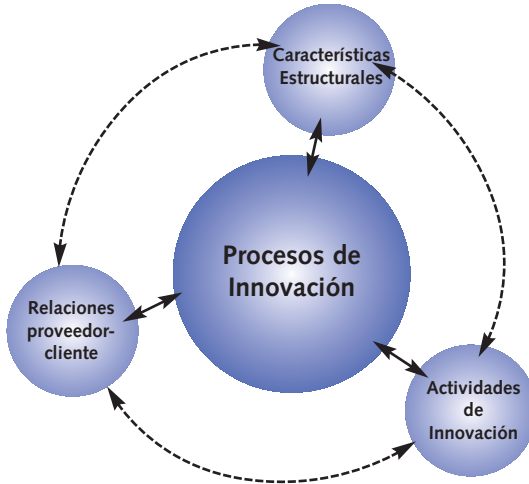 Características
Estructurales
Procesos de
Innovación
Relaciones
proveedor-
cliente
Actividades
de
Innovación